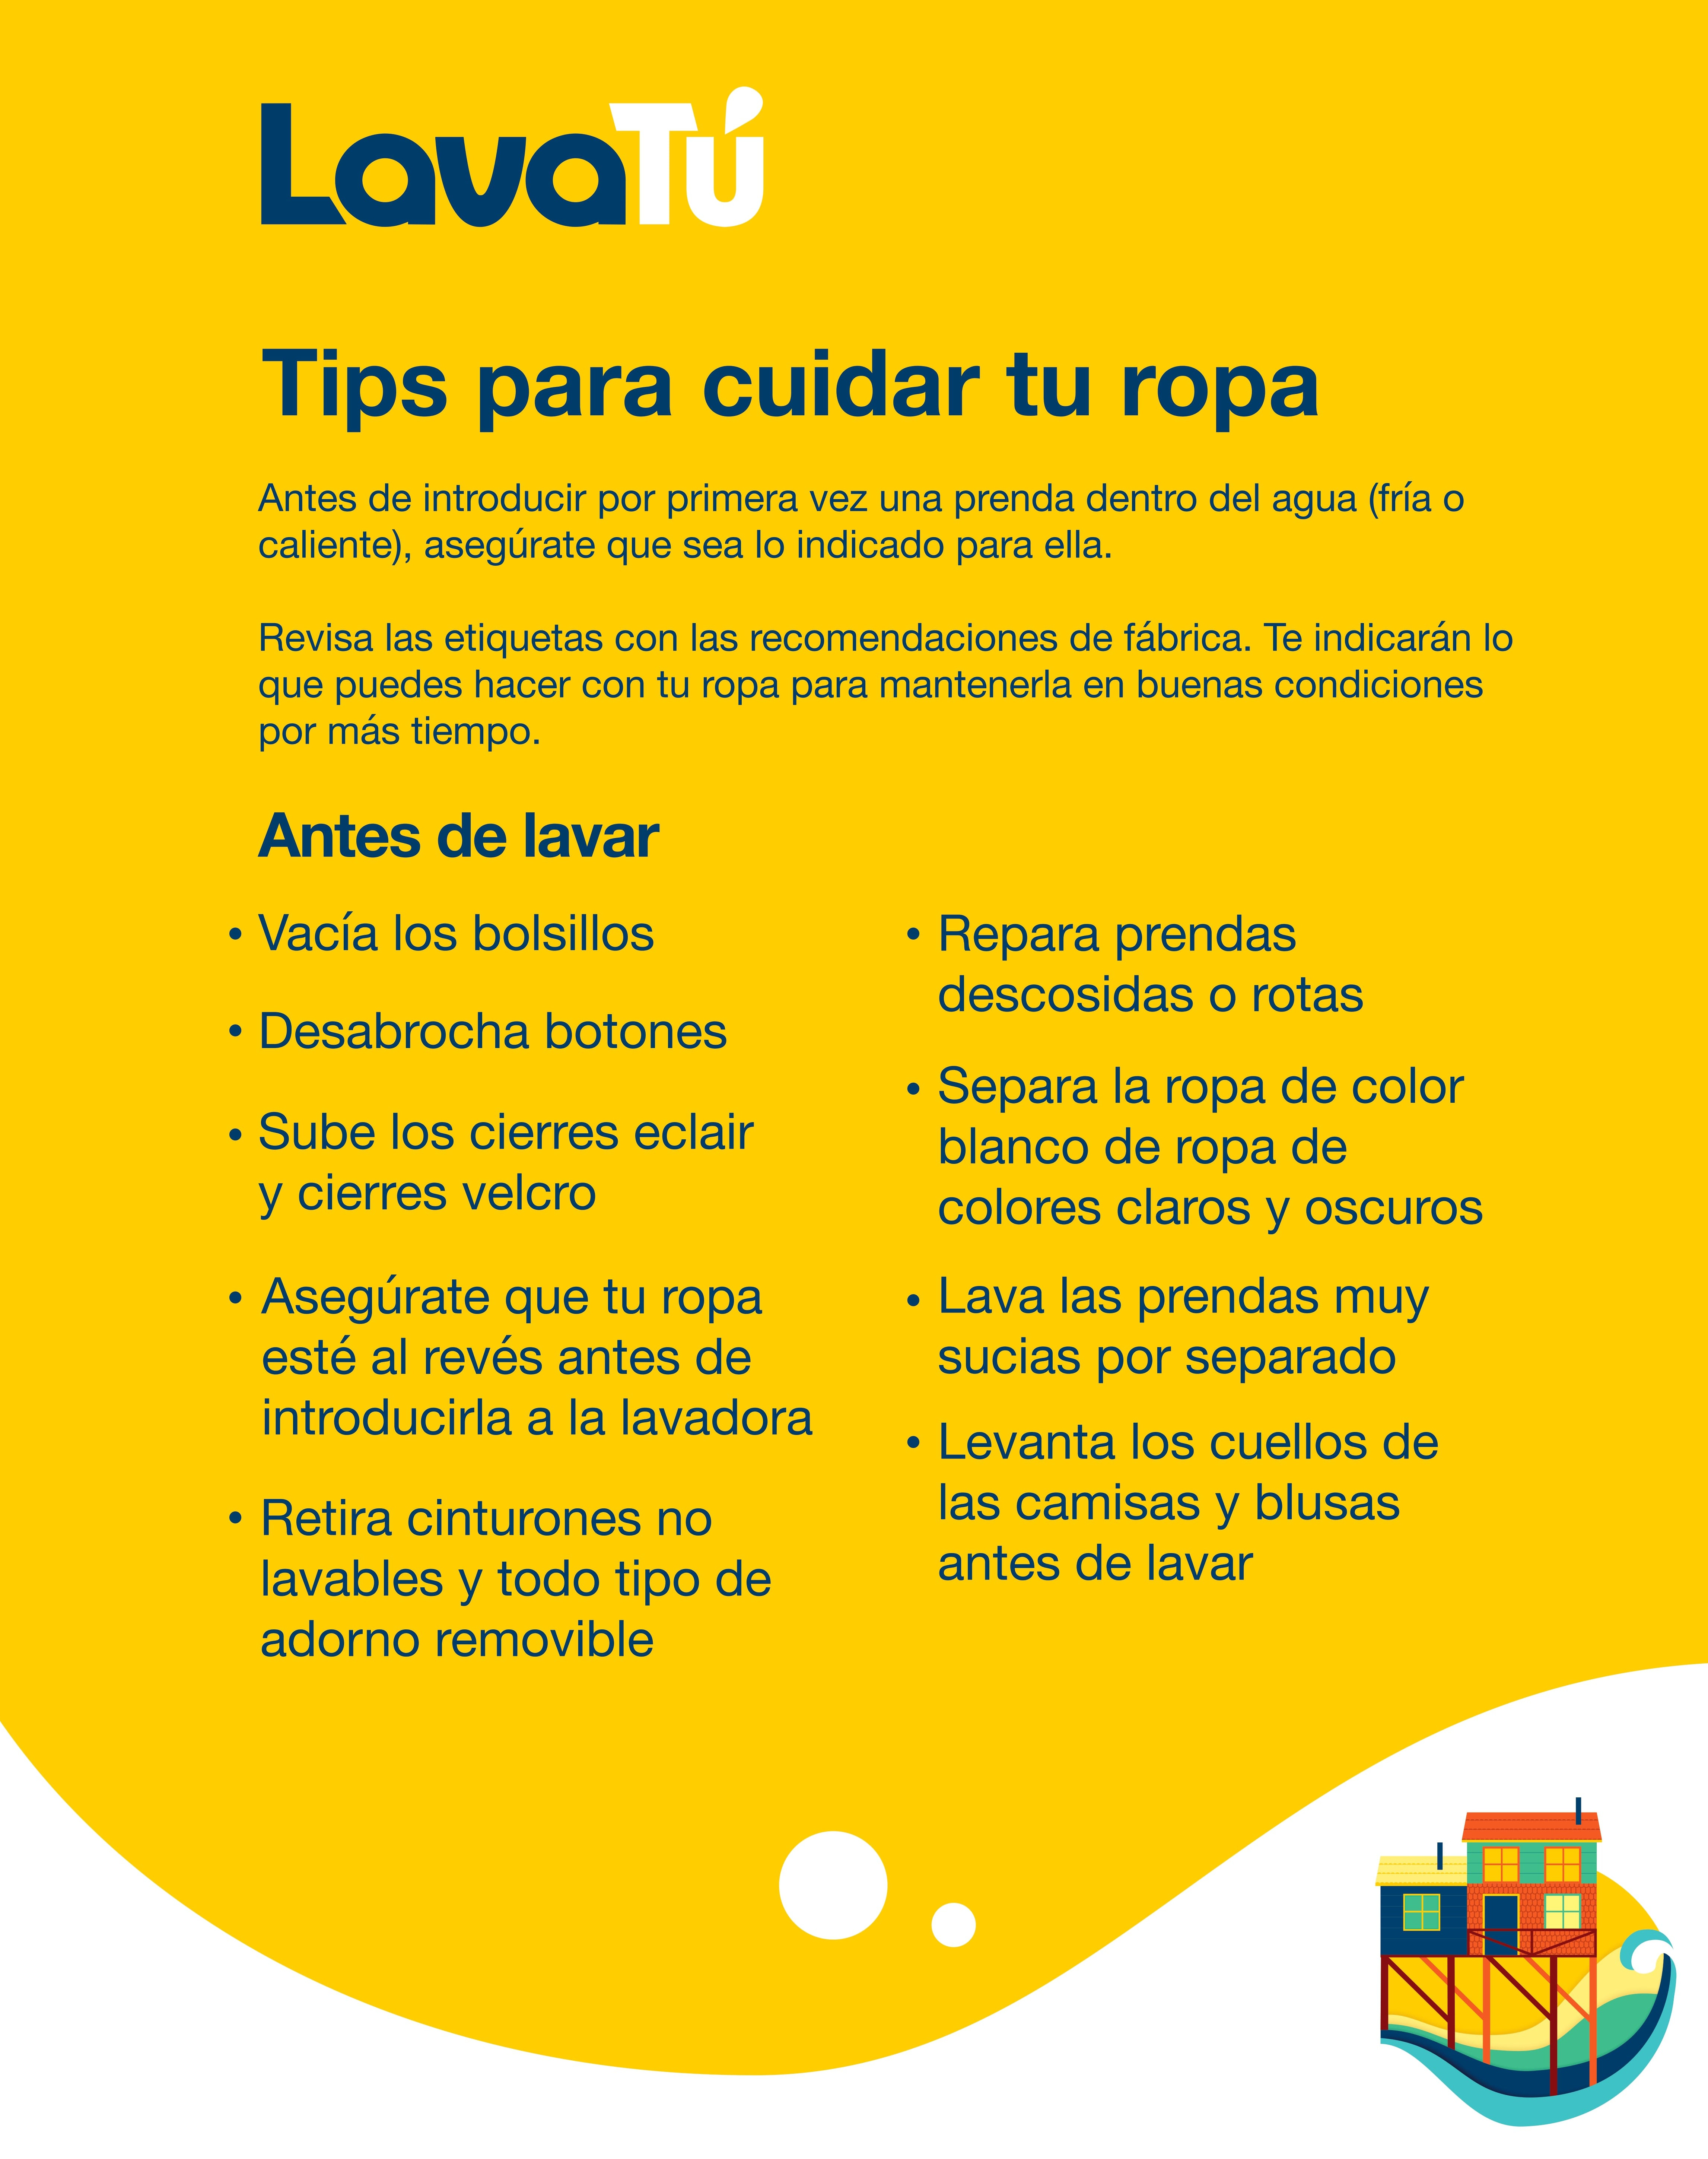 LavaTú
Tips para cuidar tu ropa
Antes de introducir por primera vez una prenda dentro del agua (fría o
caliente), asegúrate que sea lo indicado para ella.
Revisa las etiquetas con las recomendaciones de fábrica. Te indicarán lo
que puedes hacer con tu ropa para mantenerla en buenas condiciones
por más tiempo.
Antes de lavar
• Vacía los bolsillos
• Desabrocha botones
• Sube los cierres eclair
y cierres velcro
• Asegúrate que tu ropa
esté al revés antes de
introducirla a la lavadora
• Retira cinturones no
lavables y todo tipo de
adorno removible
• Repara prendas
descosidas o rotas
• Separa la ropa de color
blanco de ropa de
colores claros y oscuros
• Lava las prendas muy
sucias por separado
• Levanta los cuellos de
las camisas y blusas
antes de lavar